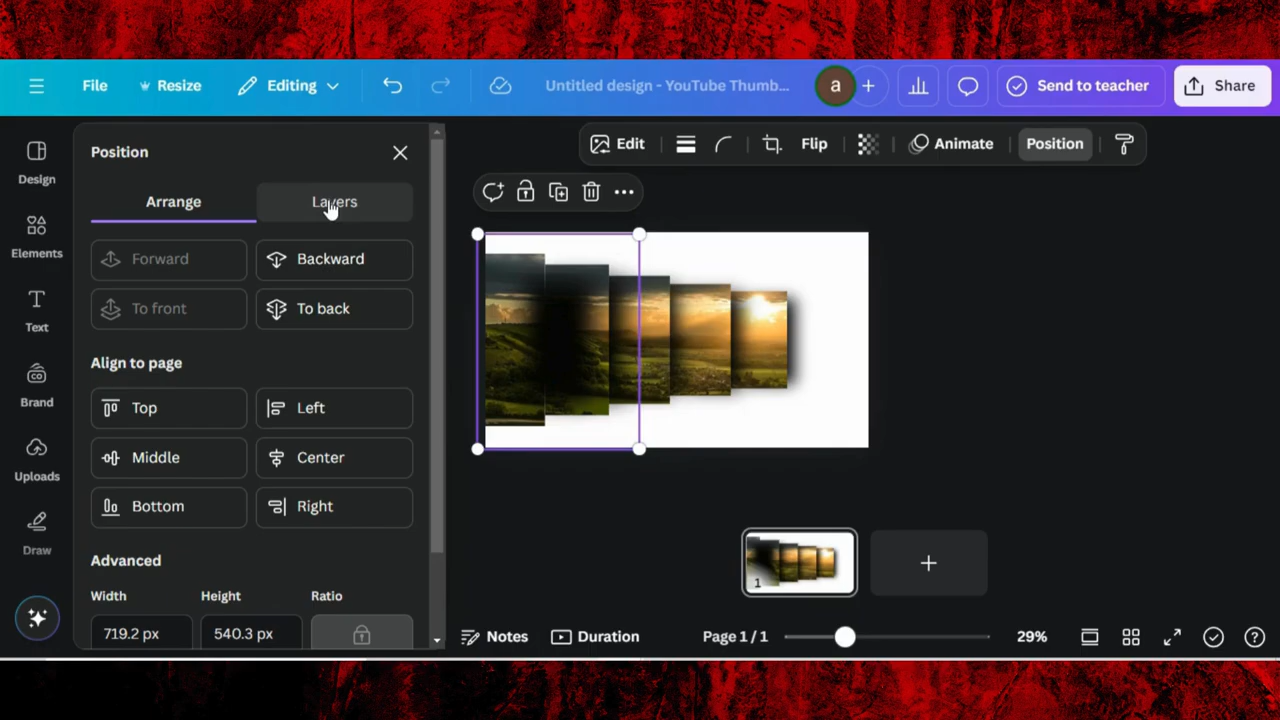 File
Resize
Editing
Untitled design - YouTube Thumb...
a
+
Send to teacher
Share
Design
Elements
Text
Brand
Uploads
Draw
Position
Arrange
Layers
Forward
Backward
To front
To back
Align to page
Top
Left
Middle
Center
Bottom
Right
Advanced
Width
Height
Ratio
719.2 px
540.3 px
Edit
Flip
Animate
Position
1
+
Notes
Duration
Page 1 / 1
29%